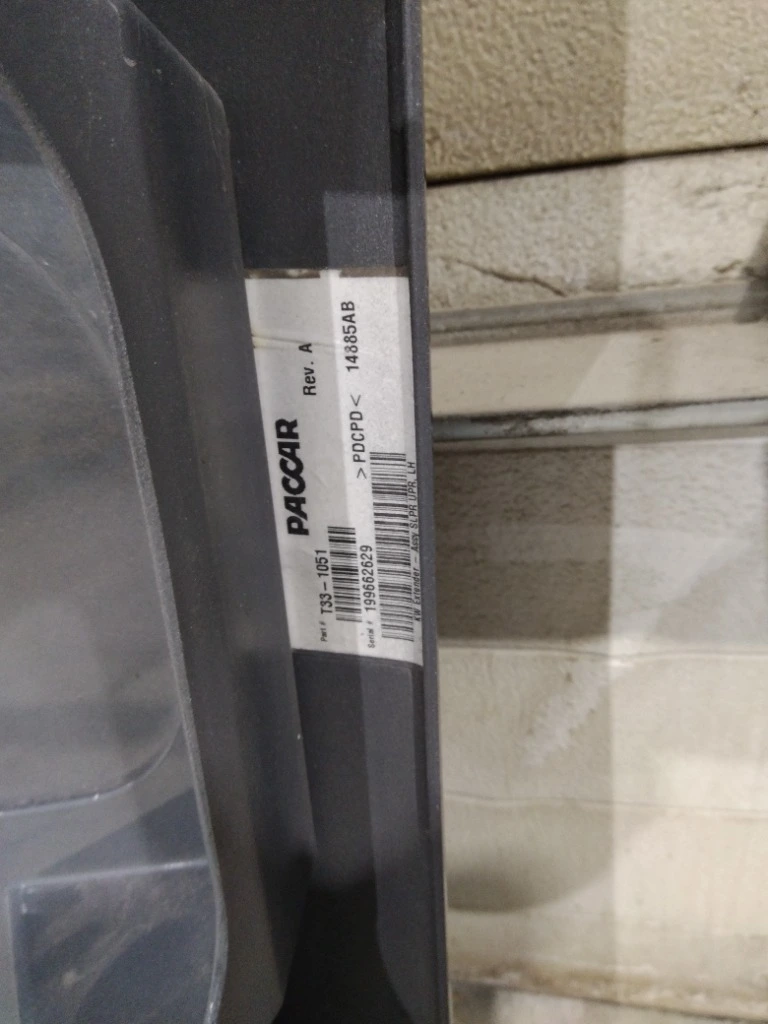 PACCAR
Part # T33-1051 Rev. A
Serial # 199662629 >PDCPD< 14885AB
KW Extender - Assy SLPR UPR, LH